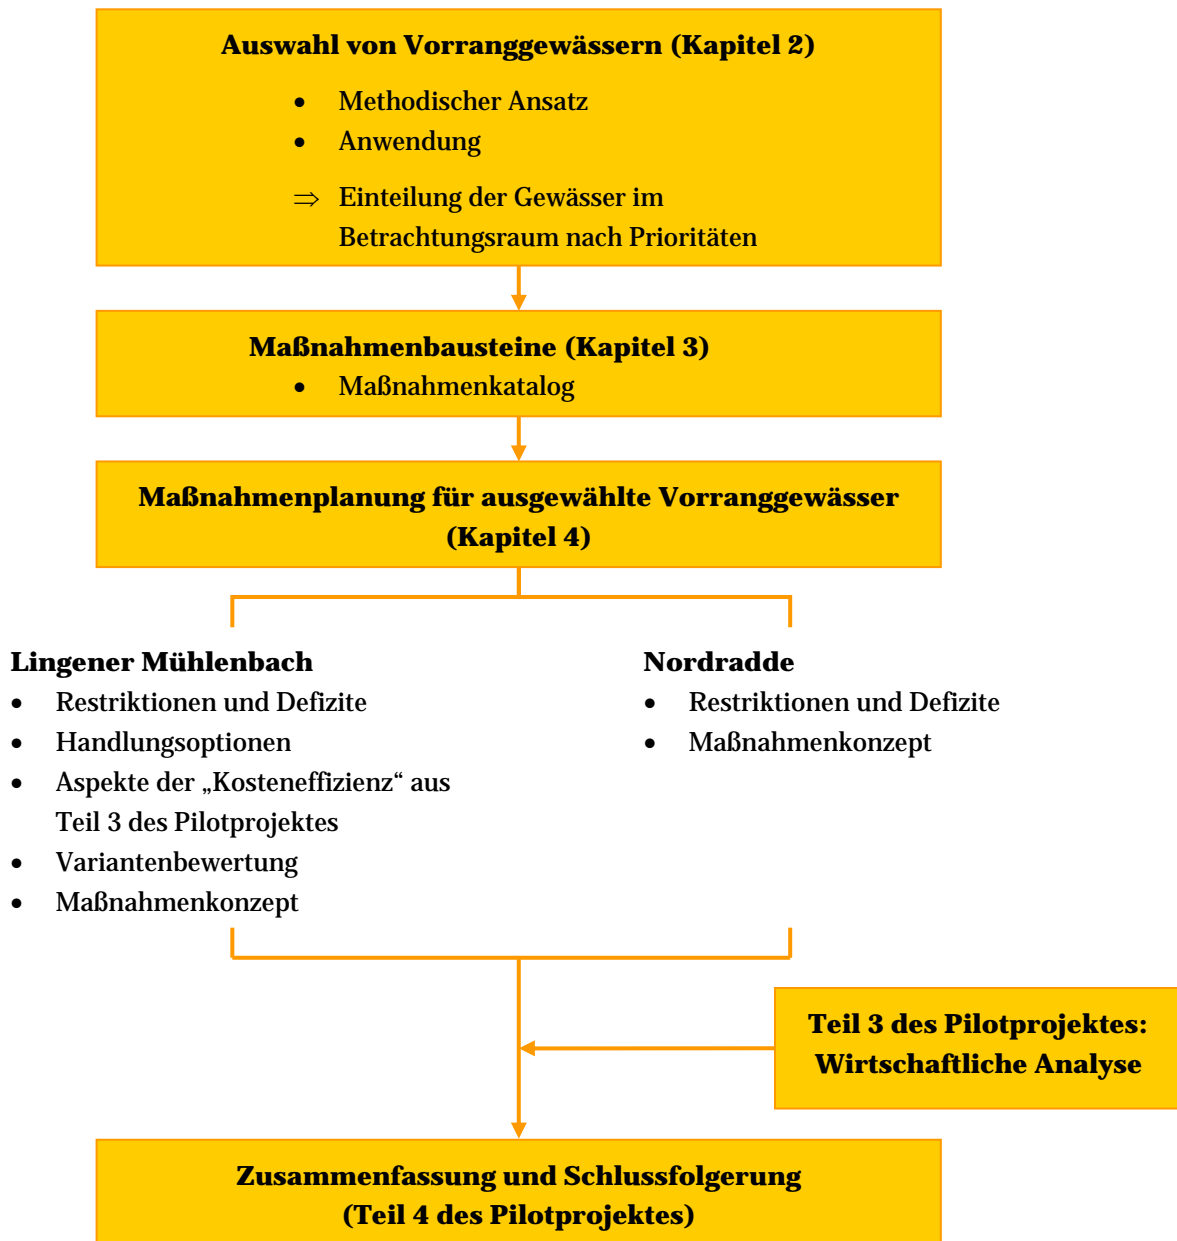 Auswahl von Vorranggewässern (Kapitel 2)
• Methodischer Ansatz
• Anwendung
⇒ Einteilung der Gewässer im
Betrachtungsraum nach Prioritäten
Maßnahmenbausteine (Kapitel 3)
• Maßnahmenkatalog
Maßnahmenplanung für ausgewählte Vorranggewässer
(Kapitel 4)
Lingener Mühlenbach
• Restriktionen und Defizite
• Handlungsoptionen
• Aspekte der „Kosteneffizienz“ aus
Teil 3 des Pilotprojektes
• Variantenbewertung
• Maßnahmenkonzept
Nordradde
• Restriktionen und Defizite
• Maßnahmenkonzept
Teil 3 des Pilotprojektes:
Wirtschaftliche Analyse
Zusammenfassung und Schlussfolgerung
(Teil 4 des Pilotprojektes)